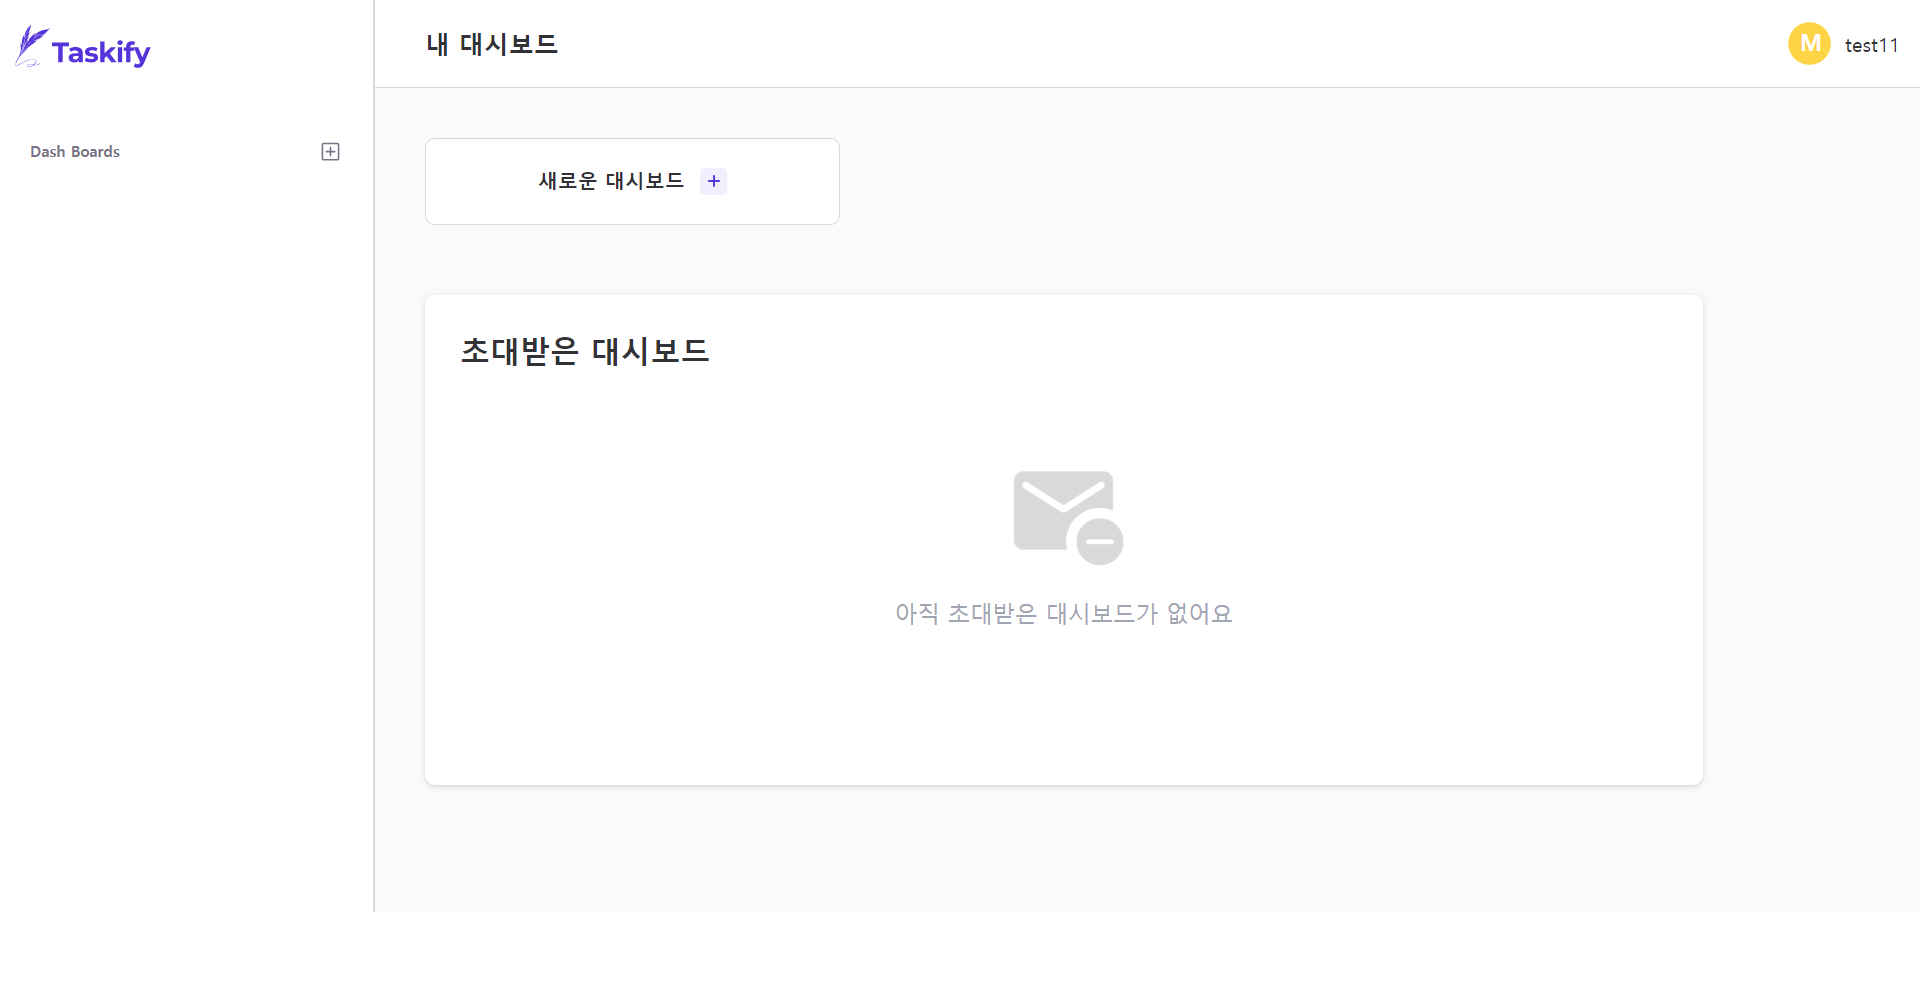 Taskify
내 대시보드
M test11
Dash Boards
새로운 대시보드 +
초대받은 대시보드
아직 초대받은 대시보드가 없어요